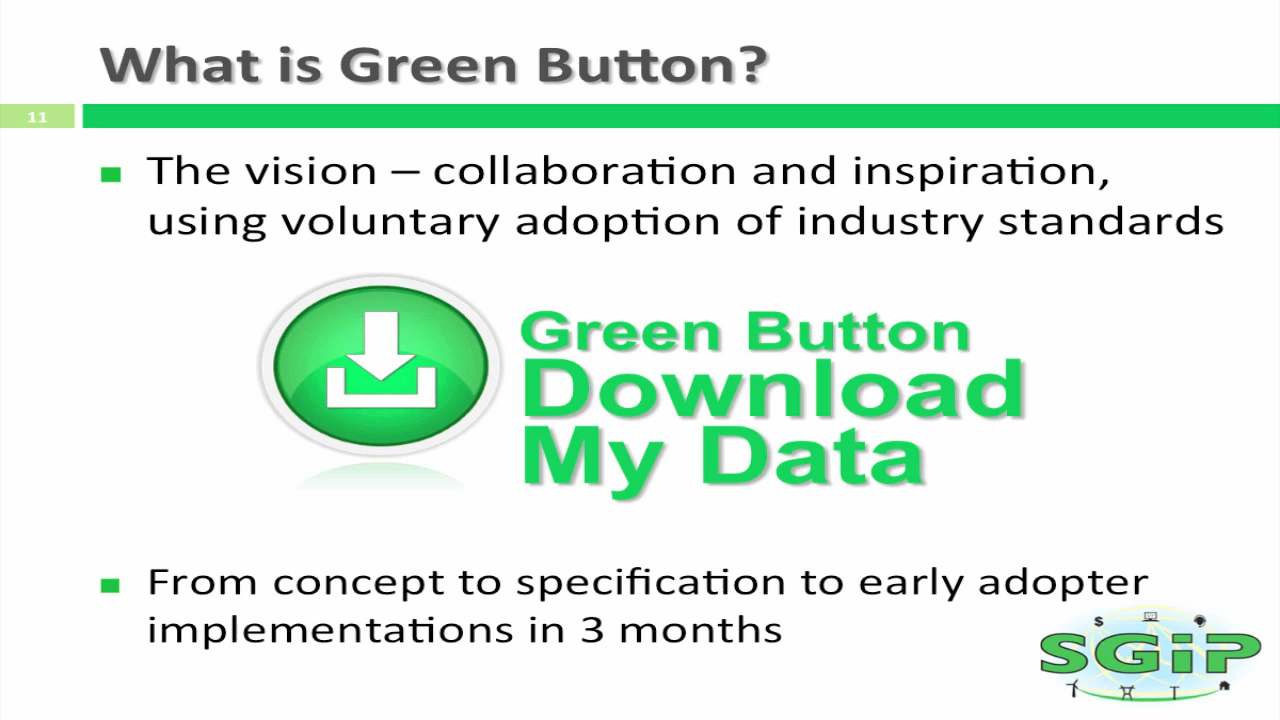 What is Green Button?
11
The vision – collaboration and inspiration,
using voluntary adoption of industry standards
Green Button
Download
My Data
From concept to specification to early adopter
implementations in 3 months
$
SGiP